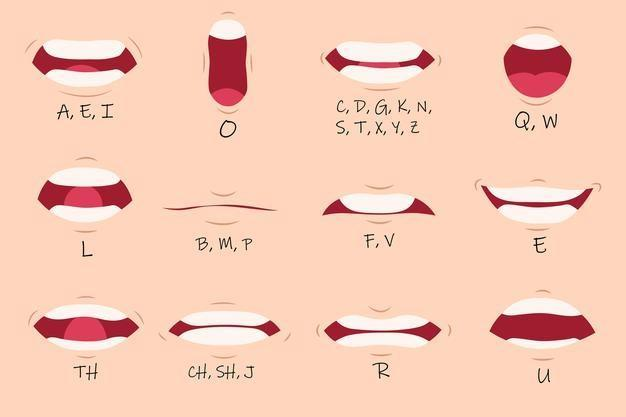 A, E, I
O
C, D, G, K, N,
S, T, X, Y, Z
Q, W
L
B, M, P
F, V
E
TH
CH, SH, J
R
U